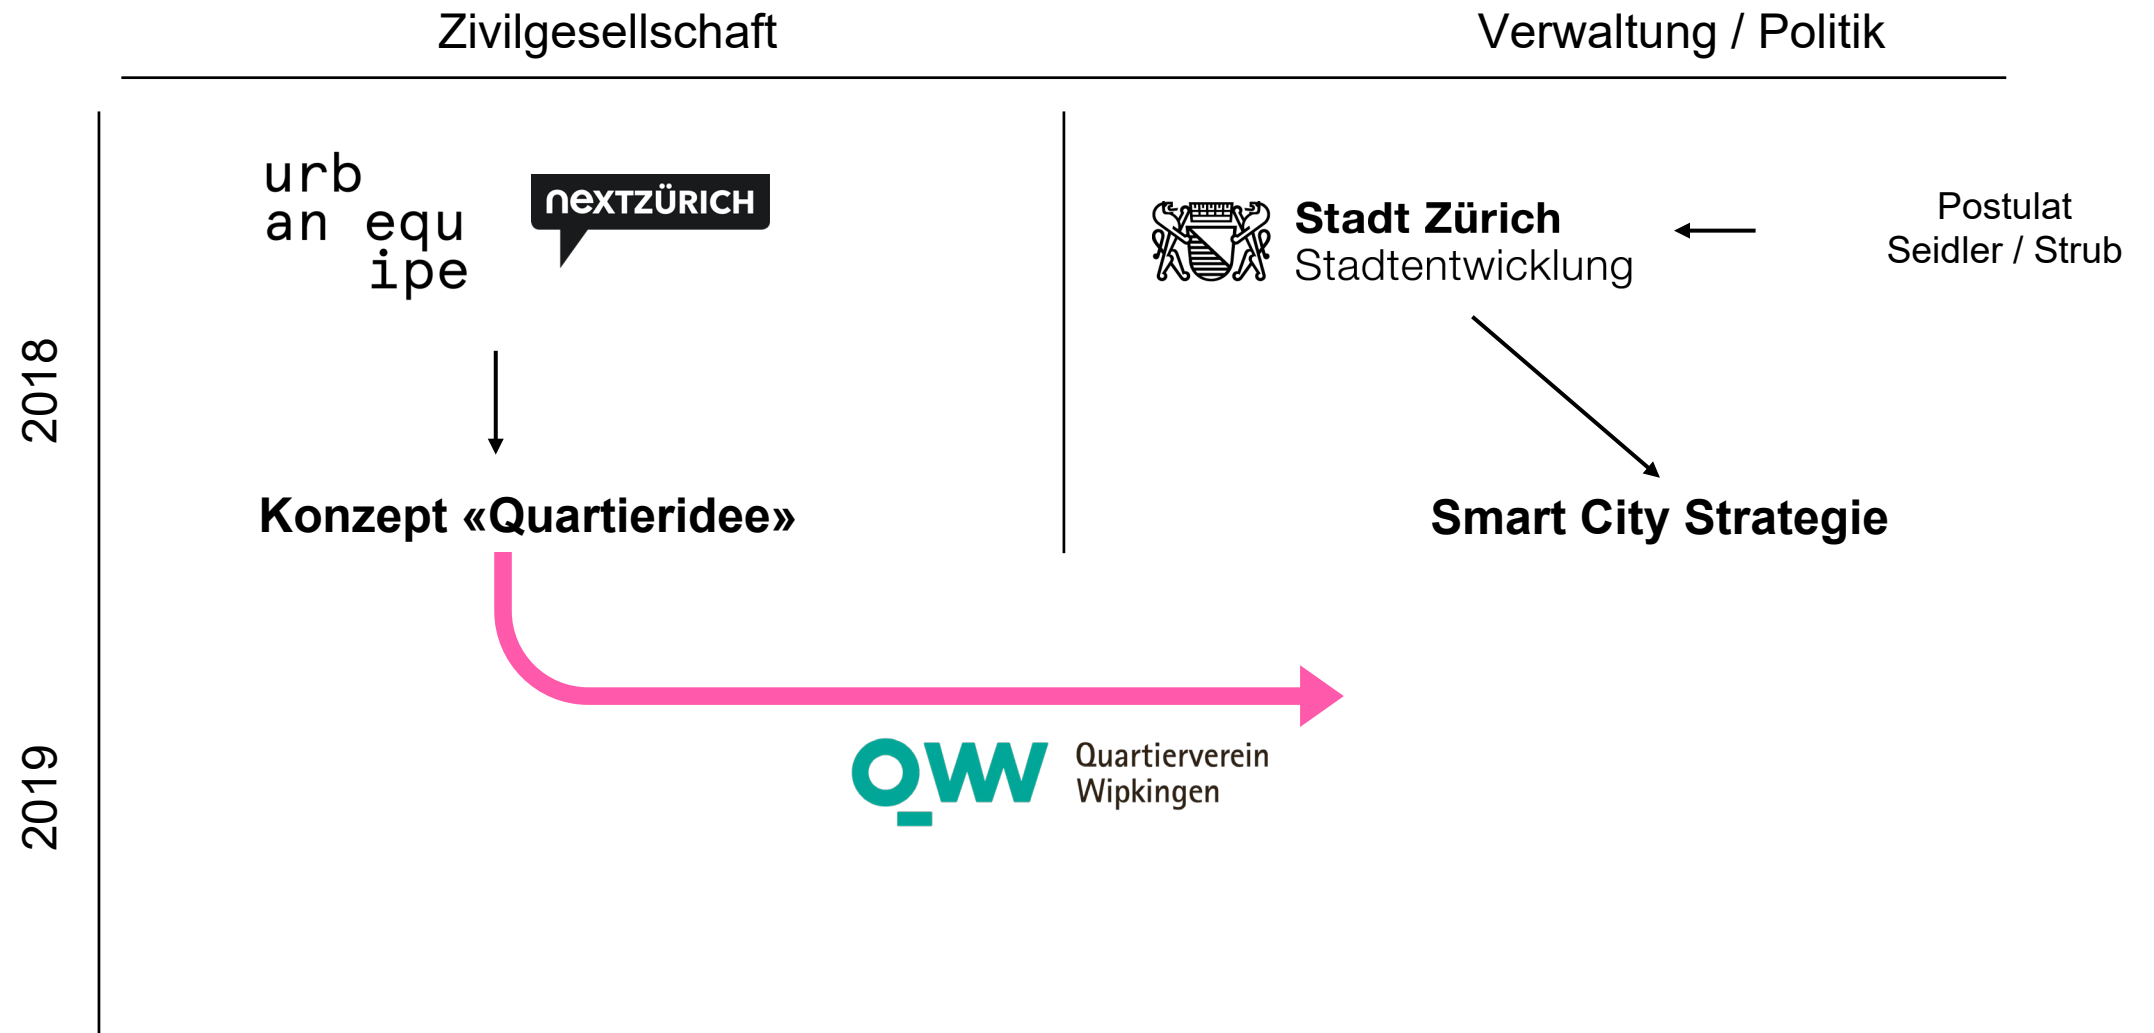 Zivilgesellschaft
Verwaltung / Politik
2018
urb
an equ
ipe
nextZÜRICH
Stadt Zürich
Stadtentwicklung
Postulat
Seidler / Strub
Konzept «Quartieridee»
Smart City Strategie
2019
QW
Quartierverein
Wipkingen